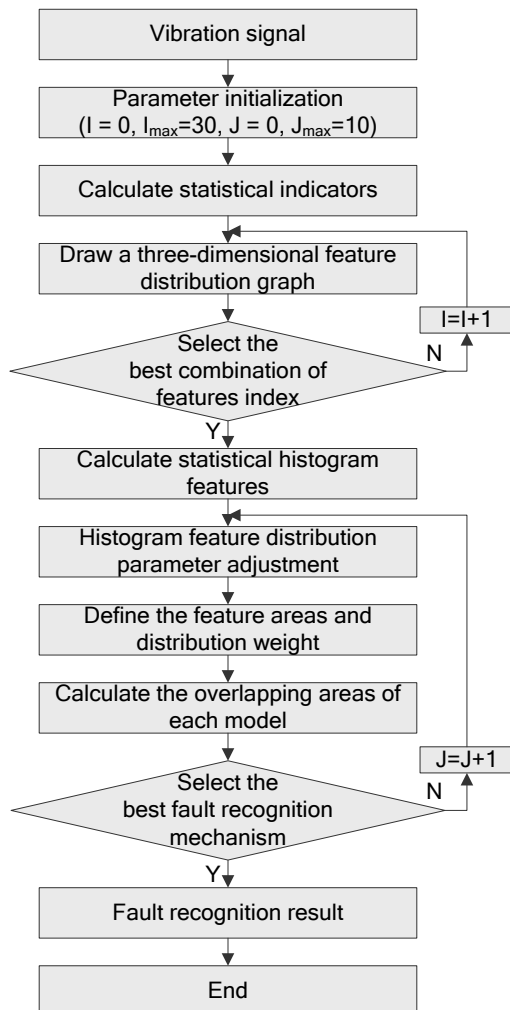 Vibration signal
Parameter initialization
(I = 0, Imax=30, J = 0, Jmax=10)
Calculate statistical indicators
Draw a three-dimensional feature
distribution graph
I=I+1
Select the
best combination of
features index
N
Y
Calculate statistical histogram
features
Histogram feature distribution
parameter adjustment
Define the feature areas and
distribution weight
Calculate the overlapping areas of
each model
J=J+1
Select the
best fault recognition
mechanism
N
Y
Fault recognition result
End